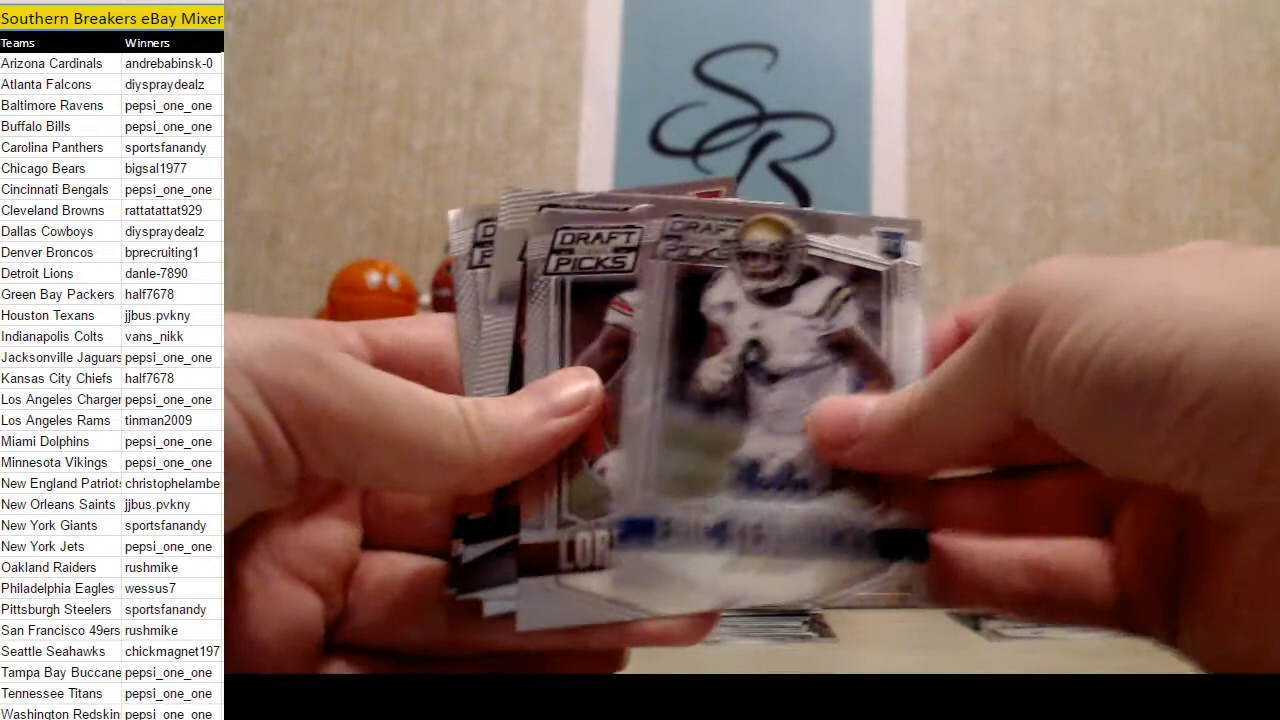 Southern Breakers eBay Mixer
Teams Winners
Arizona Cardinals andrebabinsk-0
Atlanta Falcons diyspraydealz
Baltimore Ravens pepsi_one_one
Buffalo Bills pepsi_one_one
Carolina Panthers sportsfanandy
Chicago Bears bigsal1977
Cincinnati Bengals pepsi_one_one
Cleveland Browns rattatattat929
Dallas Cowboys diyspraydealz
Denver Broncos bprecruiting1
Detroit Lions danle-7890
Green Bay Packers half7678
Houston Texans jjbus.pvkny
Indianapolis Colts vans_nikk
Jacksonville Jaguars pepsi_one_one
Kansas City Chiefs half7678
Los Angeles Charger pepsi_one_one
Los Angeles Rams tinman2009
Miami Dolphins pepsi_one_one
Minnesota Vikings pepsi_one_one
New England Patriots christophelambe
New Orleans Saints jjbus.pvkny
New York Giants sportsfanandy
New York Jets pepsi_one_one
Oakland Raiders rushmike
Philadelphia Eagles wessus7
Pittsburgh Steelers sportsfanandy
San Francisco 49ers rushmike
Seattle Seahawks chickmagnet197
Tampa Bay Buccane pepsi_one_one
Tennessee Titans pepsi_one_one
Washington Redskin pepsi_one_one
SR
DRAFT
PICKS
DRAFT
PICKS
LOR